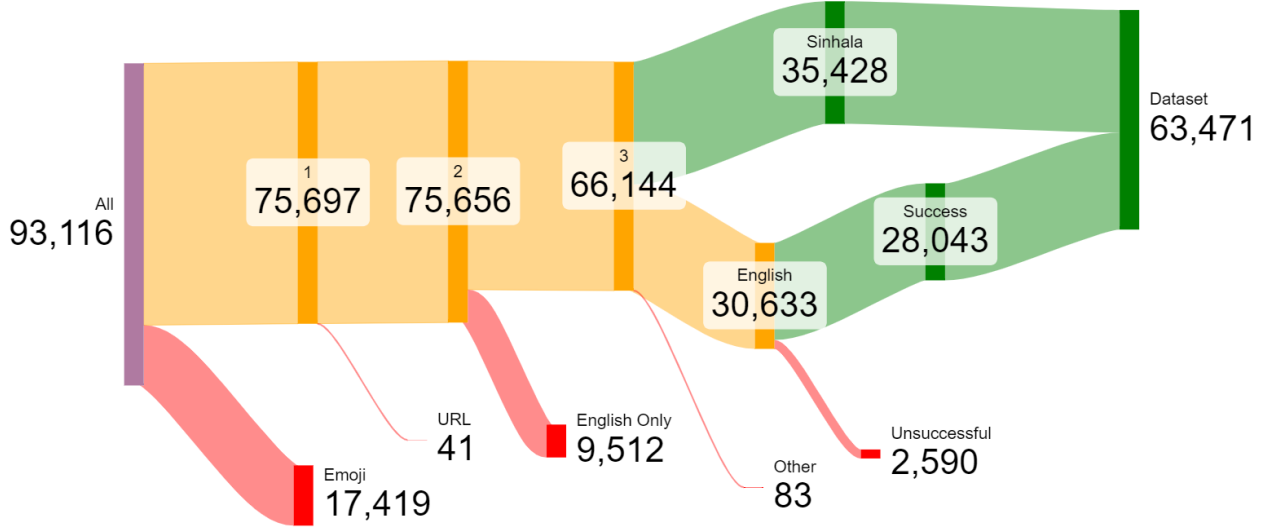 All
93,116
Emoji
17,419
1
75,697
URL
41
2
75,656
English Only
9,512
3
66,144
Other
83
Sinhala
35,428
English
30,633
Unsuccessful
2,590
Success
28,043
Dataset
63,471